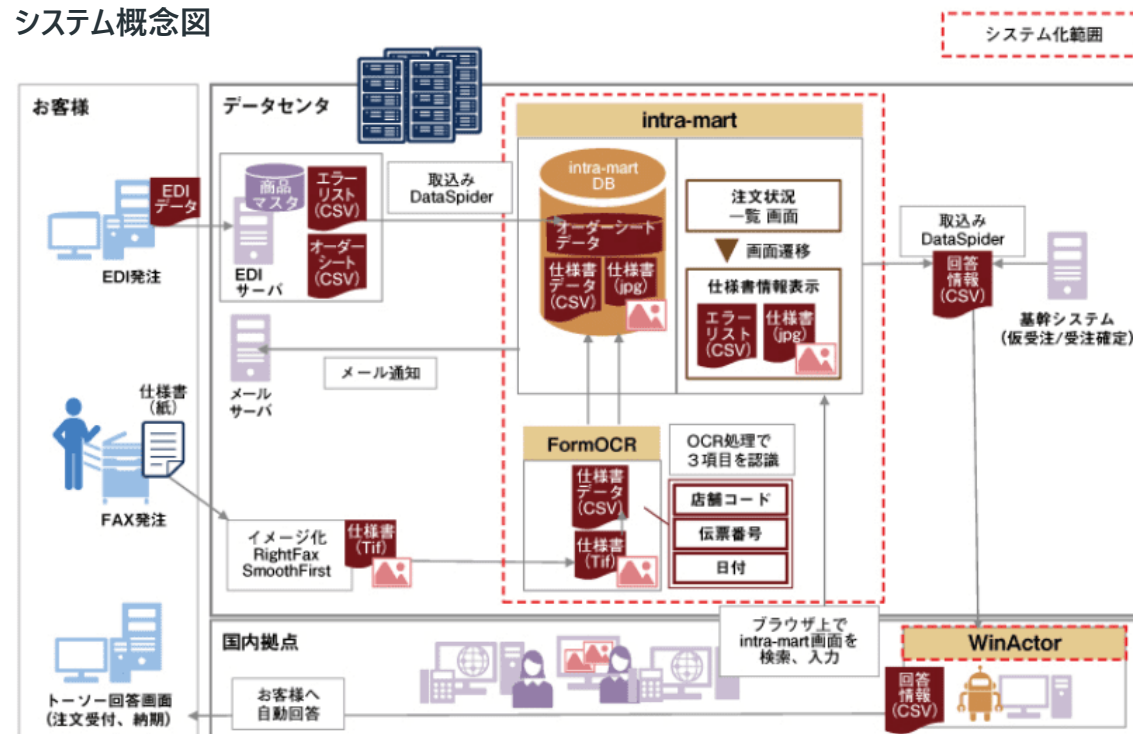 システム概念図
システム化範囲
お客様
データセンタ
intra-mart
EDI
データ
EDI発注
商品
マスタ
エラー
リスト
(CSV)
オーダー
シート
(CSV)
EDI
サーバ
取込み
DataSpider
intra-mart
DB
オーダーシート
データ
仕様書
データ
(CSV)
仕様書
(jpg)
注文状況
一覧 画面
画面遷移
仕様書情報表示
エラー
リスト
(CSV)
仕様書
(jpg)
取込み
DataSpider
回答
情報
(CSV)
基幹システム
(仮受注/受注確定)
メール
サーバ
メール通知
仕様書
(紙)
FAX発注
イメージ化
RightFax
SmoothFirst
仕様書
(Tif)
FormOCR
仕様書
データ
(CSV)
仕様書
(Tif)
OCR処理で
3項目を認識
店舗コード
伝票番号
日付
国内拠点
ブラウザ上で
intra-mart画面を
検索、入力
WinActor
回答
情報
(CSV)
お客様へ
自動回答
トーソー回答画面
(注文受付、納期)